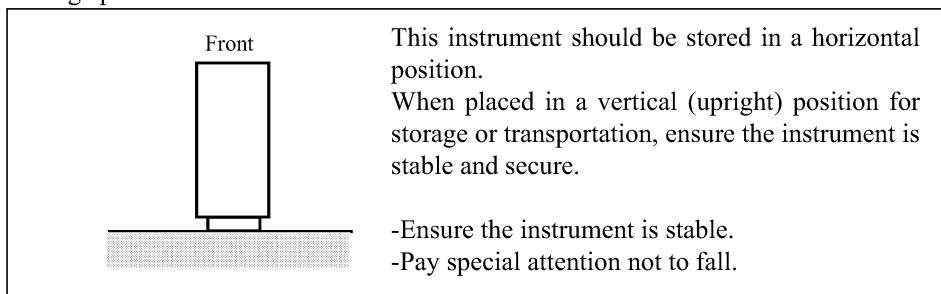 Front
This instrument should be stored in a horizontal
position.
When placed in a vertical (upright) position for
storage or transportation, ensure the instrument is
stable and secure.
-Ensure the instrument is stable.
-Pay special attention not to fall.